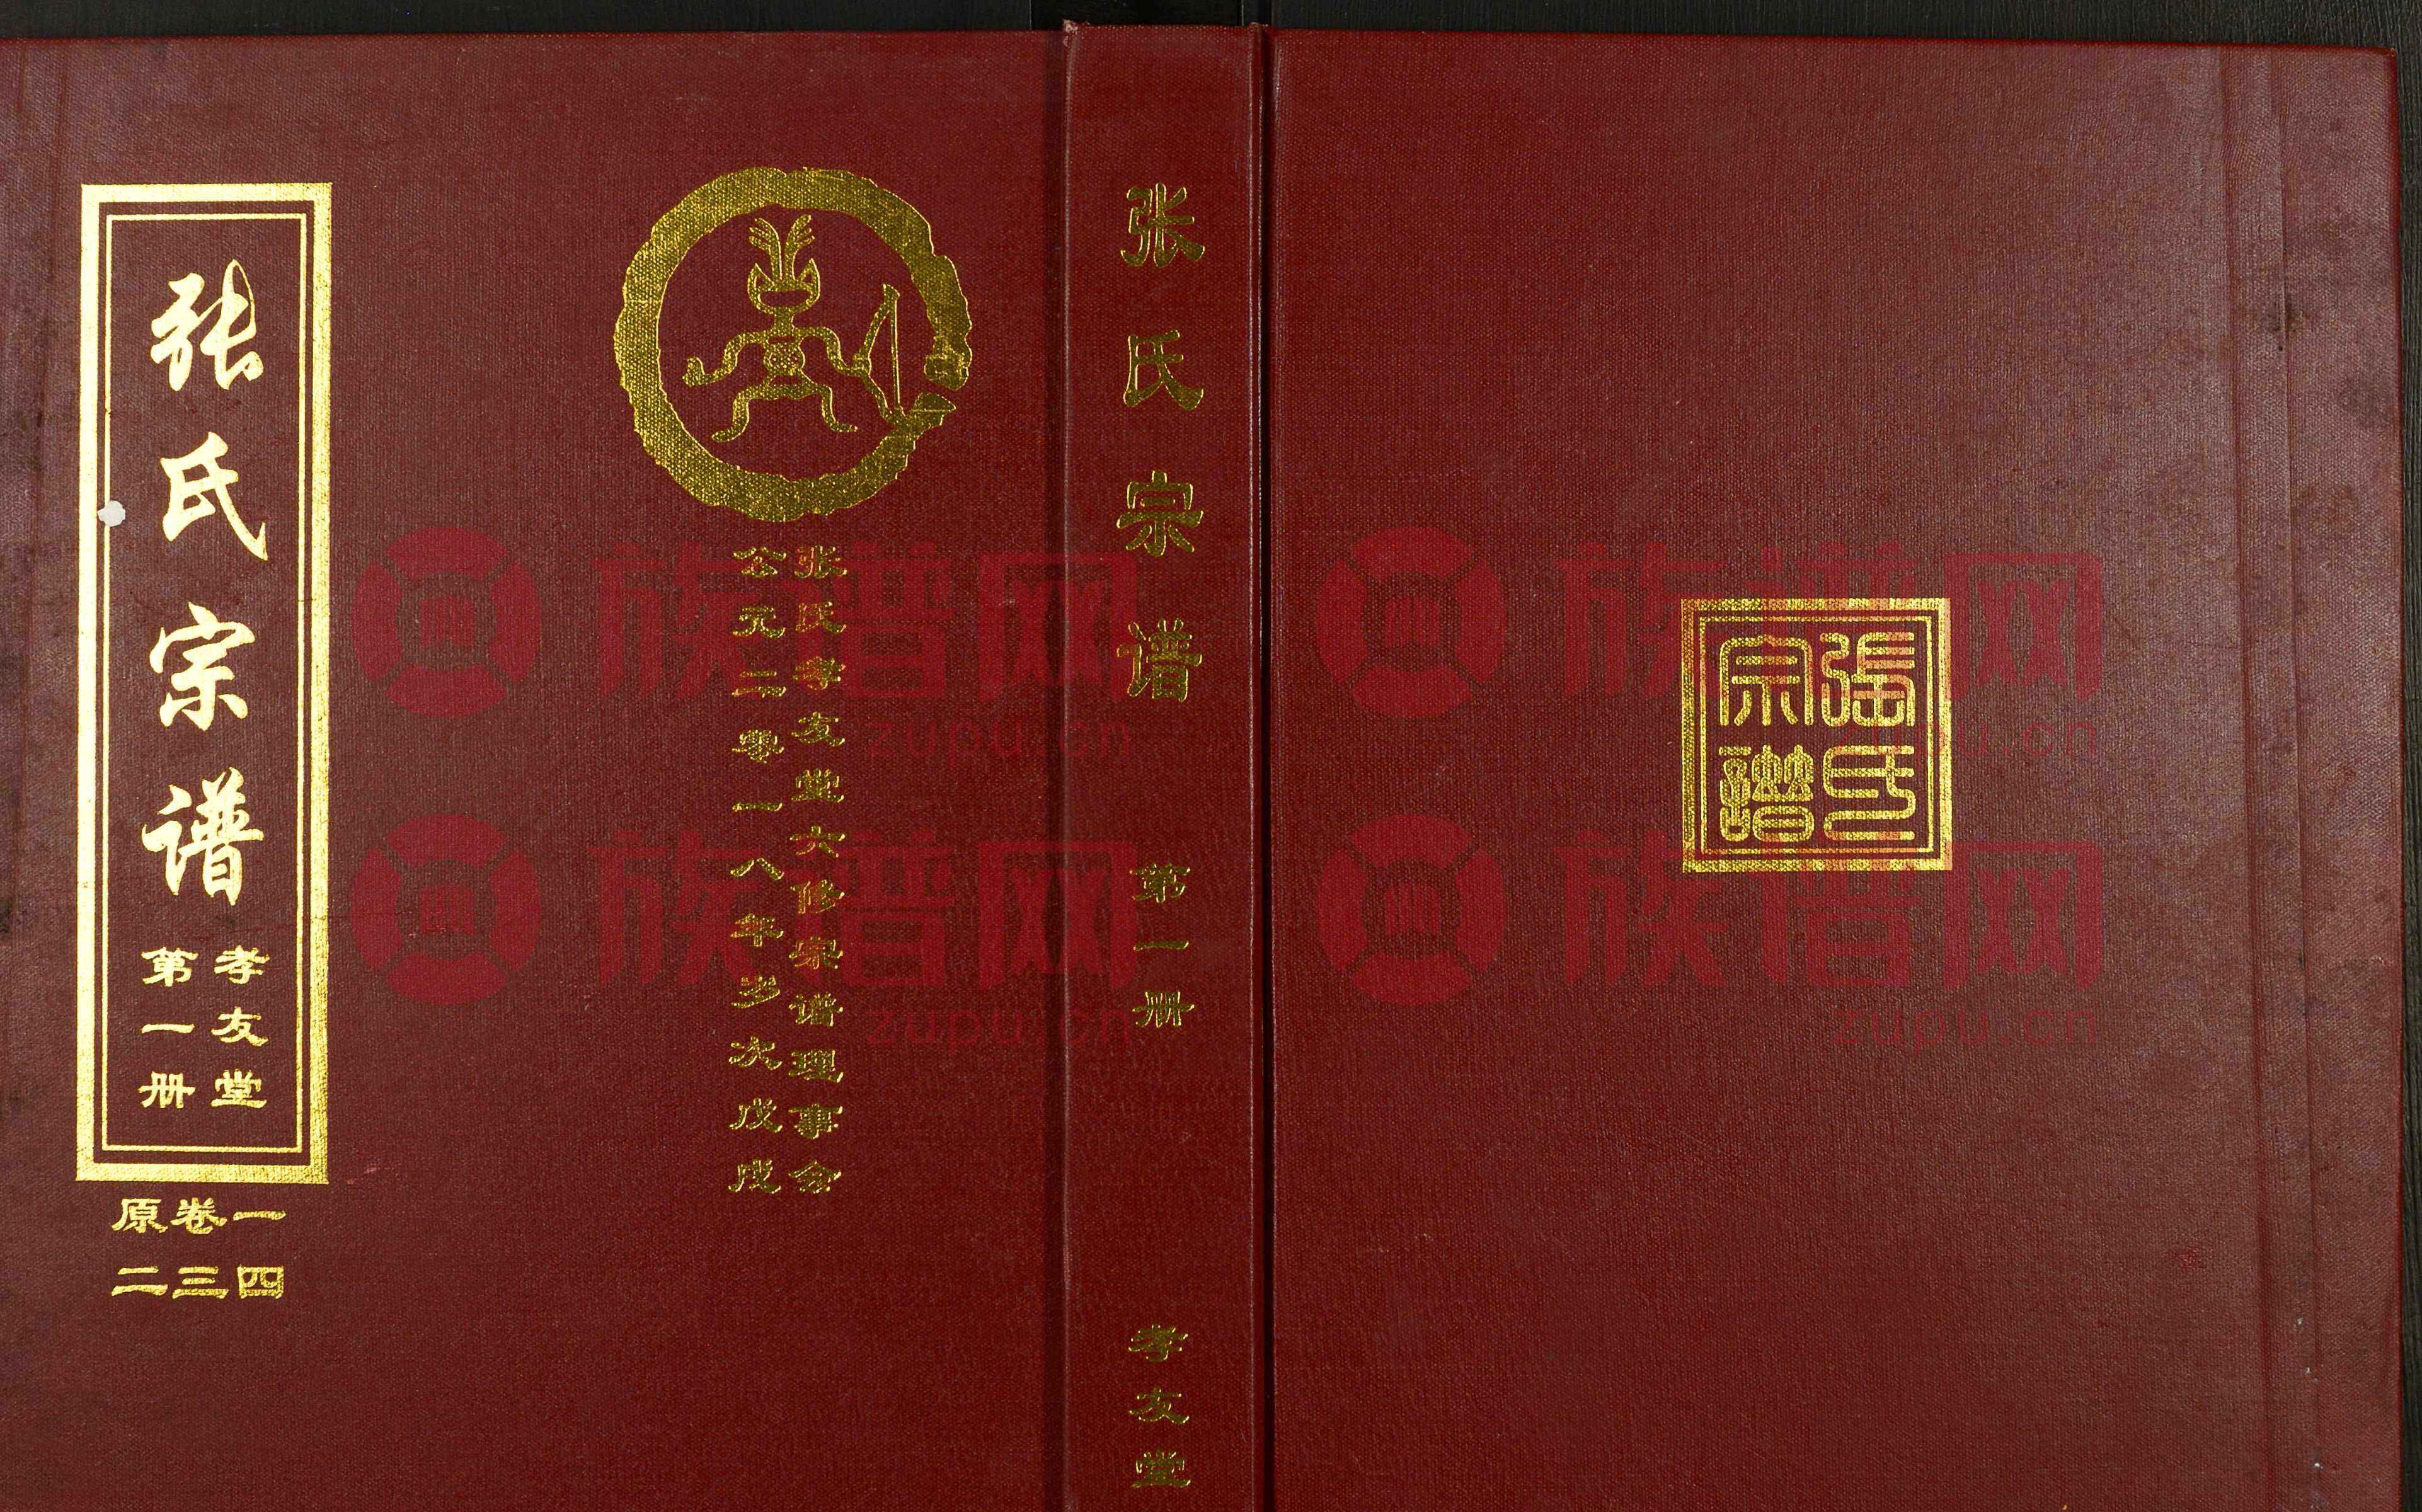 张氏宗谱
孝友堂
第一册
原卷一
二三四
张氏孝友堂六修宗谱理事会
公元二零一八年岁次戊戌
张氏宗谱 第一册 孝友堂
張氏
宗譜
族谱网
zupu.cn
族谱网
zupu.cn
族谱网
zupu.cn
族谱网
zupu.cn